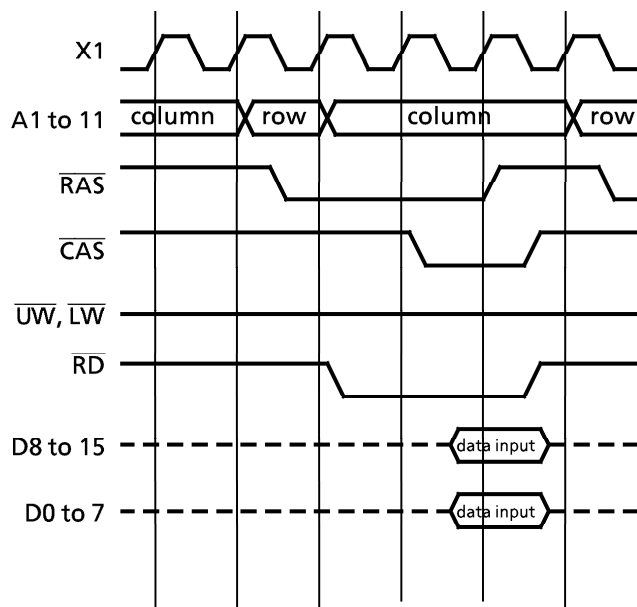 X1
A1 to 11 column row column row
RAS
CAS
UW, LW
RD
D8 to 15 data input
D0 to 7 data input